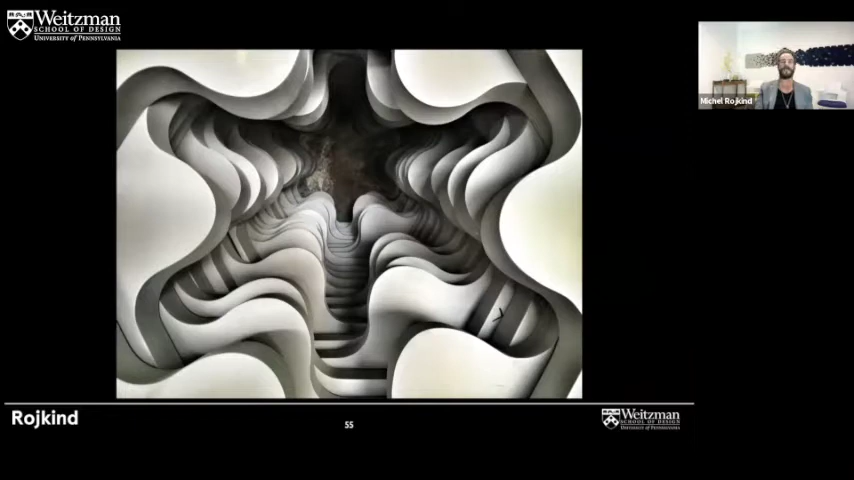 Weitzman
SCHOOL OF DESIGN
UNIVERSITY of PENNSYLVANIA
Michel Rojkind
Rojkind
55
Weitzman
SCHOOL OF DESIGN
UNIVERSITY of PENNSYLVANIA